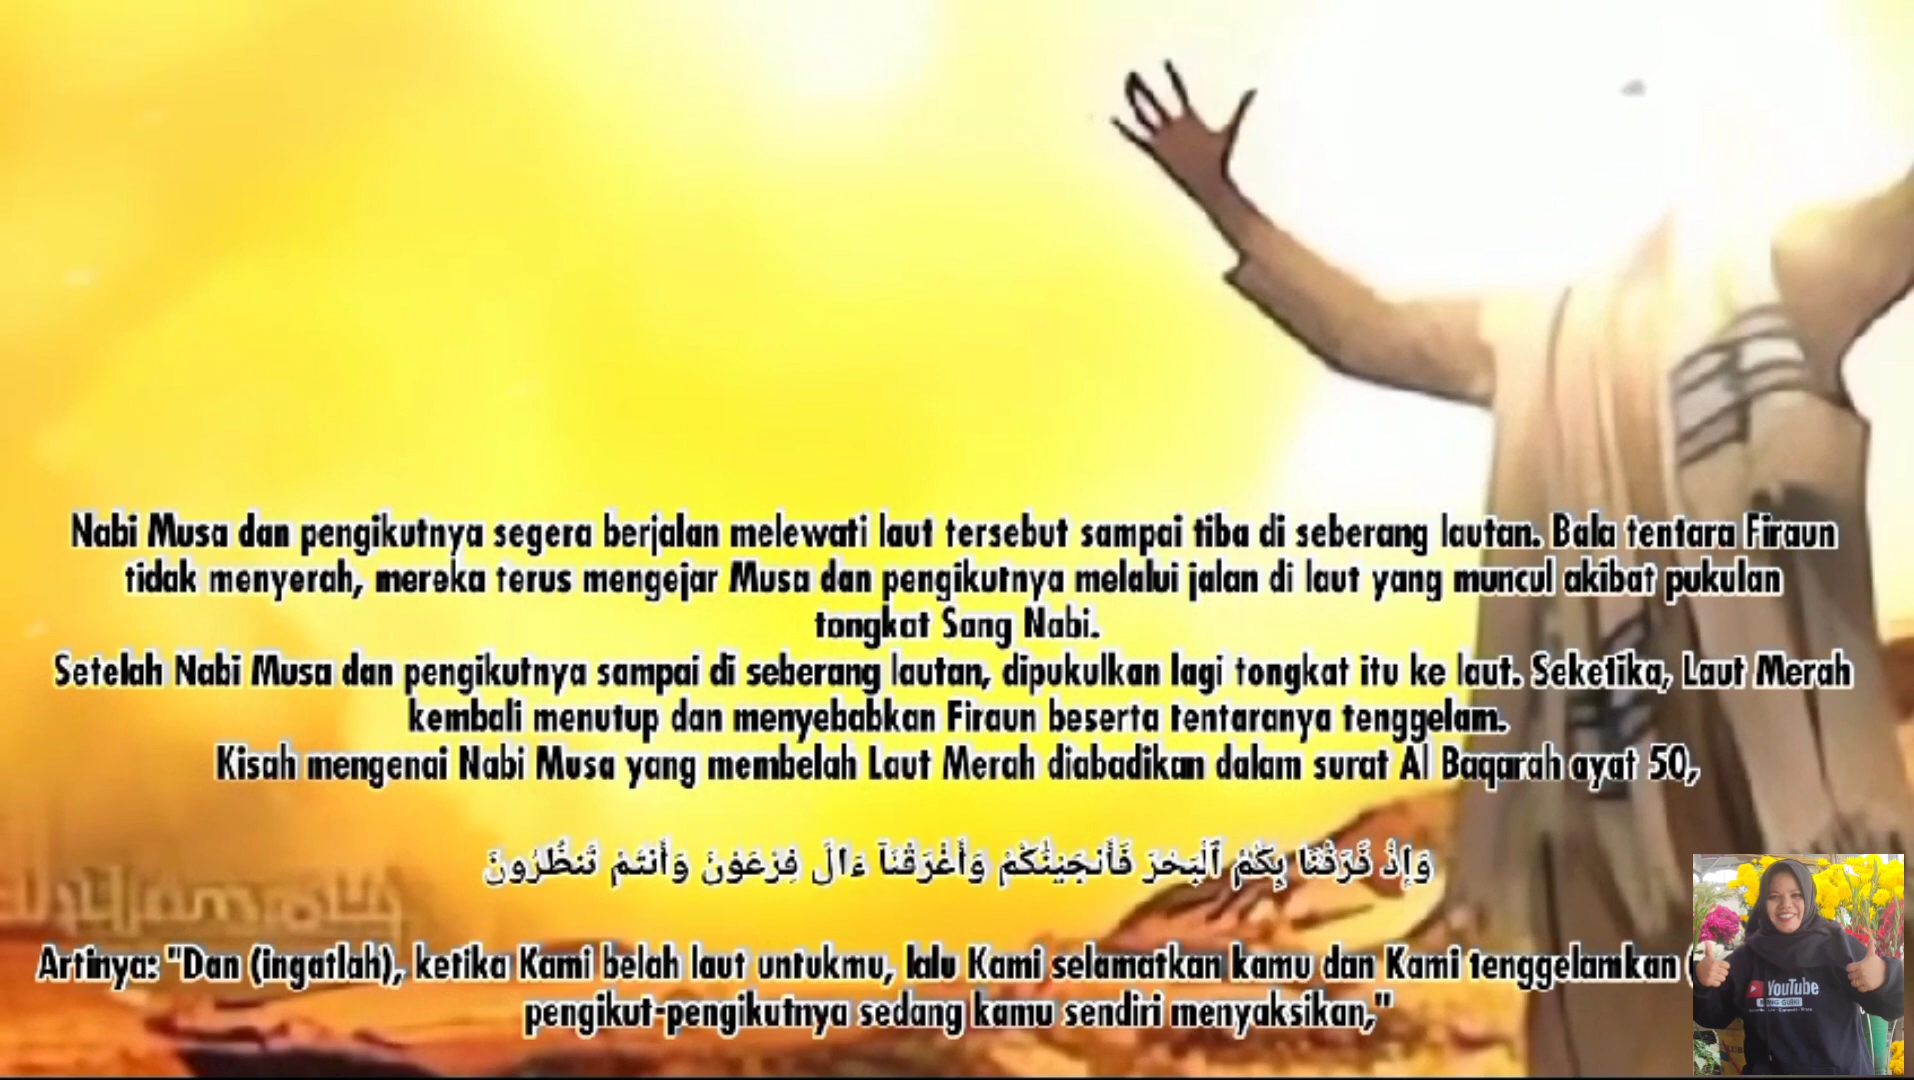 Nabi Musa dan pengikutnya segera berjalan melewati laut tersebut sampai tiba di seberang lautan. Bala tentara Firaun
tidak menyerah, mereka terus mengejar Musa dan pengikutnya melalui jalan di laut yang muncul akibat pukulan
tongkat Sang Nabi.
Setelah Nabi Musa dan pengikutnya sampai di seberang lautan, dipukulkan lagi tongkat itu ke laut. Seketika, Laut Merah
kembali menutup dan menyebabkan Firaun beserta tentaranya tenggelam.
Kisah mengenai Nabi Musa yang membelah Laut Merah diabadikan dalam surat Al Baqarah ayat 50,
وَإِذْ فَرَقْنَا بِكُمُ ٱلْبَحْرَ فَأَنجَيْنَٰكُمْ وَأَغْرَقْنَآ ءَالَ فِرْعَوْنَ وَأَنتُمْ تَنظُرُونَ
Artinya: "Dan (ingatlah), ketika Kami belah laut untukmu, lalu Kami selamatkan kamu dan Kami tenggelamkan (
pengikut-pengikutnya sedang kamu sendiri menyaksikan,"
YouTube